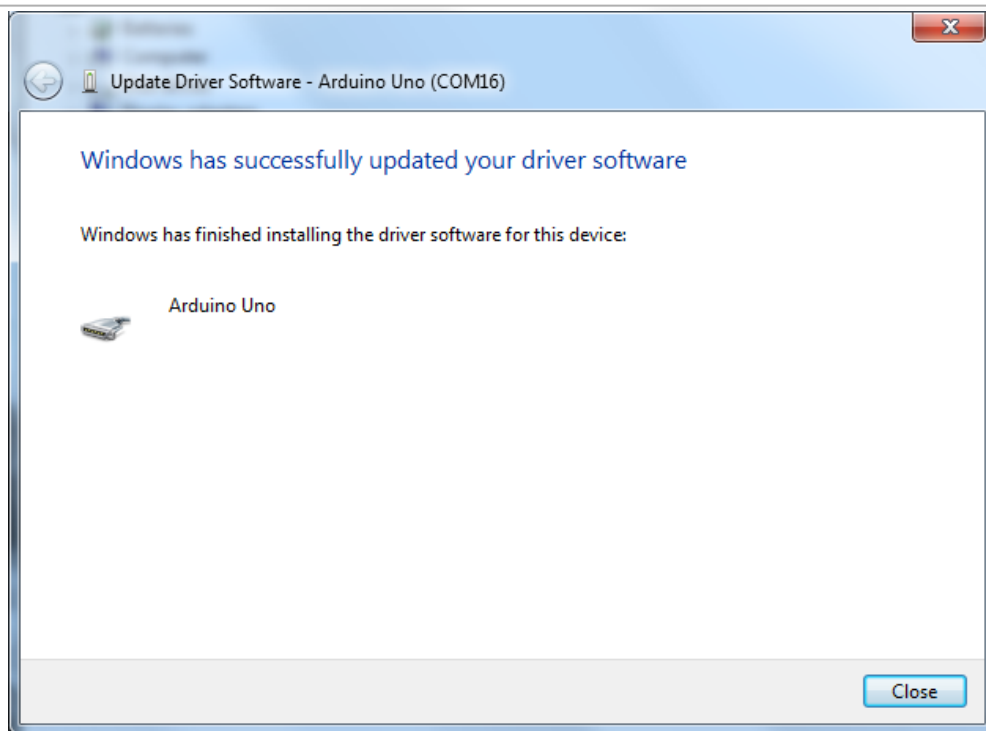 Computer
Update Driver Software - Arduino Uno (COM16)
Windows has successfully updated your driver software
Windows has finished installing the driver software for this device:
Arduino Uno
Close